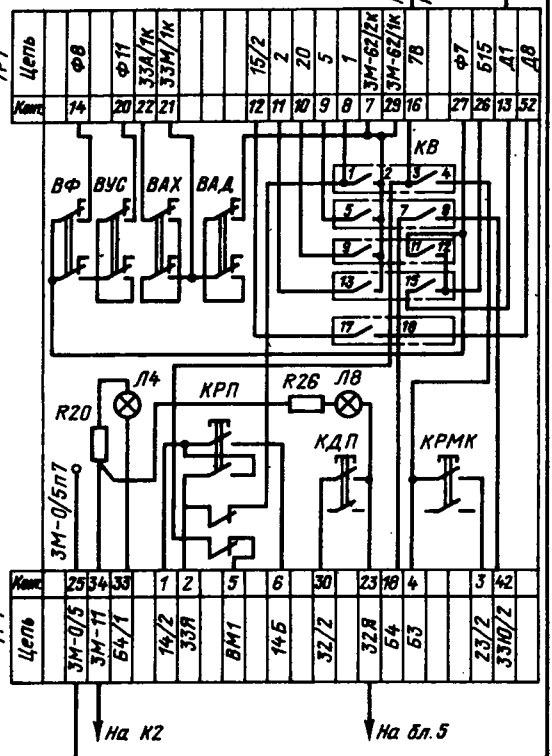 Цепь Ф8 Ф11 33А/1к 33М/1к 15/2 2 20 5 1 3М-62/2к 3М-62/1к 7В Ф7 Б15 Д1 Д8
Конт. 14 20 22 21 12 11 10 9 8 7 29 16 27 26 13 52
КВ
1 2 3 4
ВФ ВУС ВАХ ВАД
5 7 8
9 11 12
13 15
17 18
Л4 КРП R26 Л8
R20 КДП КРМК
3М-0/5п7
Конт. 25 34 33 1 2 5 6 30 23 18 4 3 42
Цепь 3М-0/5 3М-11 Б4/1 14/2 33Я ВМ1 14Б 32/2 32Я Б4 Б3 23/2 33Ю/2
На К2 На бл. 5